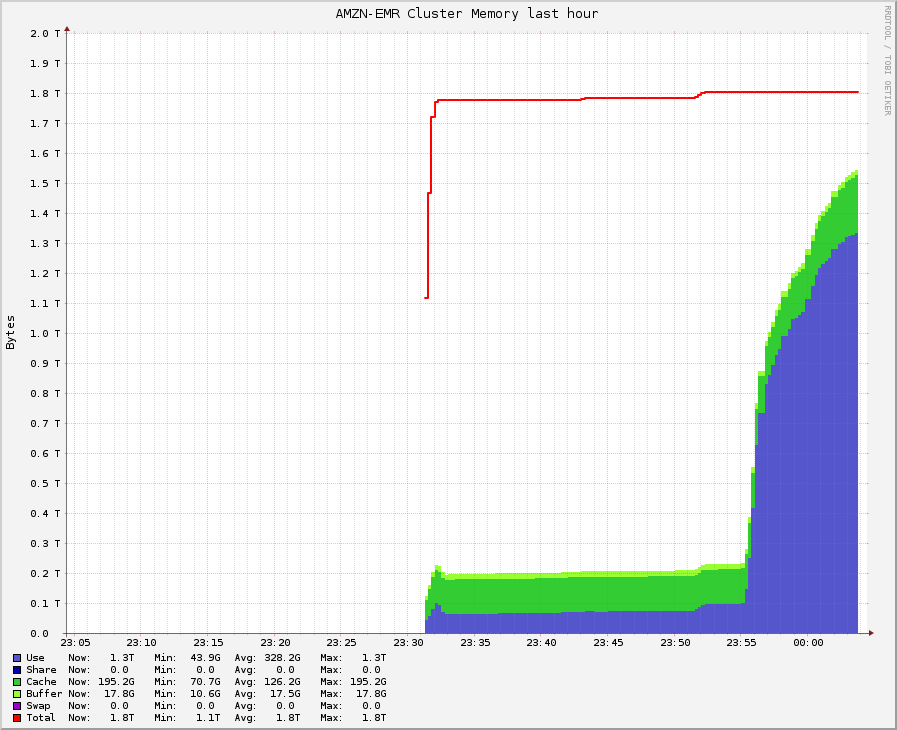 AMZN-EMR Cluster Memory last hour
RRDTOOL / TOBI OETIKER
2.0 T
1.9 T
1.8 T
1.7 T
1.6 T
1.5 T
1.4 T
1.3 T
1.2 T
1.1 T
1.0 T
0.9 T
0.8 T
0.7 T
0.6 T
0.5 T
0.4 T
0.3 T
0.2 T
0.1 T
0.0
Bytes
23:05 23:10 23:15 23:20 23:25 23:30 23:35 23:40 23:45 23:50 23:55 00:00
Use Now: 1.3T Min: 43.9G Avg: 328.2G Max: 1.3T
Share Now: 0.0 Min: 0.0 Avg: 0.0 Max: 0.0
Cache Now: 195.2G Min: 70.7G Avg: 126.2G Max: 195.2G
Buffer Now: 17.8G Min: 10.6G Avg: 17.5G Max: 17.8G
Swap Now: 0.0 Min: 0.0 Avg: 0.0 Max: 0.0
Total Now: 1.8T Min: 1.1T Avg: 1.8T Max: 1.8T